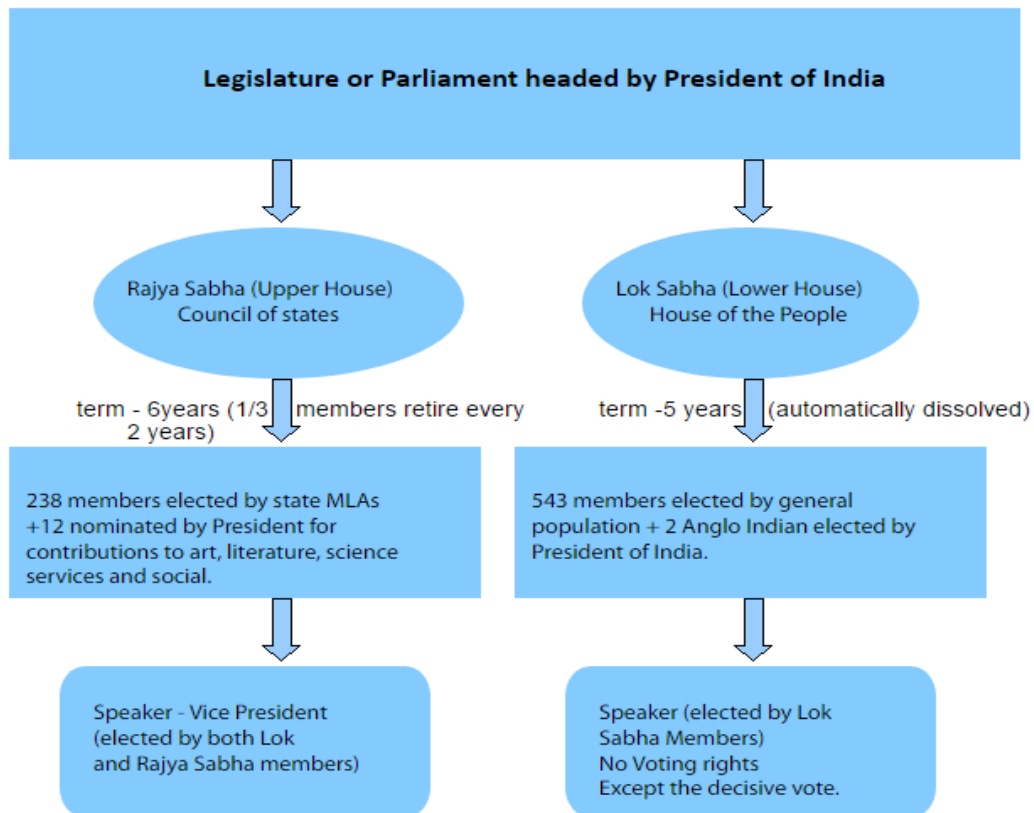 Legislature or Parliament headed by President of India
Rajya Sabha (Upper House)
Council of states
term - 6years (1/3 members retire every
2 years)
238 members elected by state MLAs
+12 nominated by President for
contributions to art, literature, science
services and social.
Speaker - Vice President
(elected by both Lok
and Rajya Sabha members)
Lok Sabha (Lower House)
House of the People
term -5 years (automatically dissolved)
543 members elected by general
population + 2 Anglo Indian elected by
President of India.
Speaker (elected by Lok
Sabha Members)
No Voting rights
Except the decisive vote.